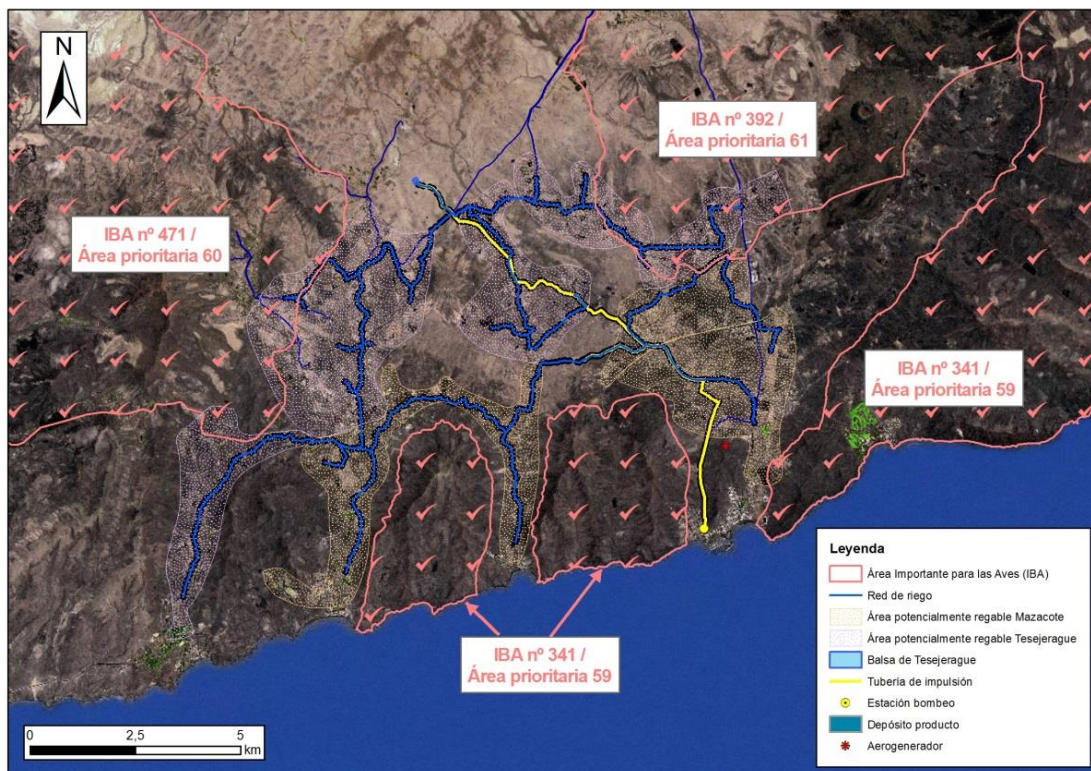 N
IBA nº 392 /
Área prioritaria 61
IBA nº 471 /
Área prioritaria 60
IBA nº 341 /
Área prioritaria 59
IBA nº 341 /
Área prioritaria 59
Leyenda
Área Importante para las Aves (IBA)
Red de riego
Área potencialmente regable Mazacote
Área potencialmente regable Tesejerague
Balsa de Tesejerague
Tubería de impulsión
Estación bombeo
Depósito producto
Aerogenerador
0 2,5 5
km